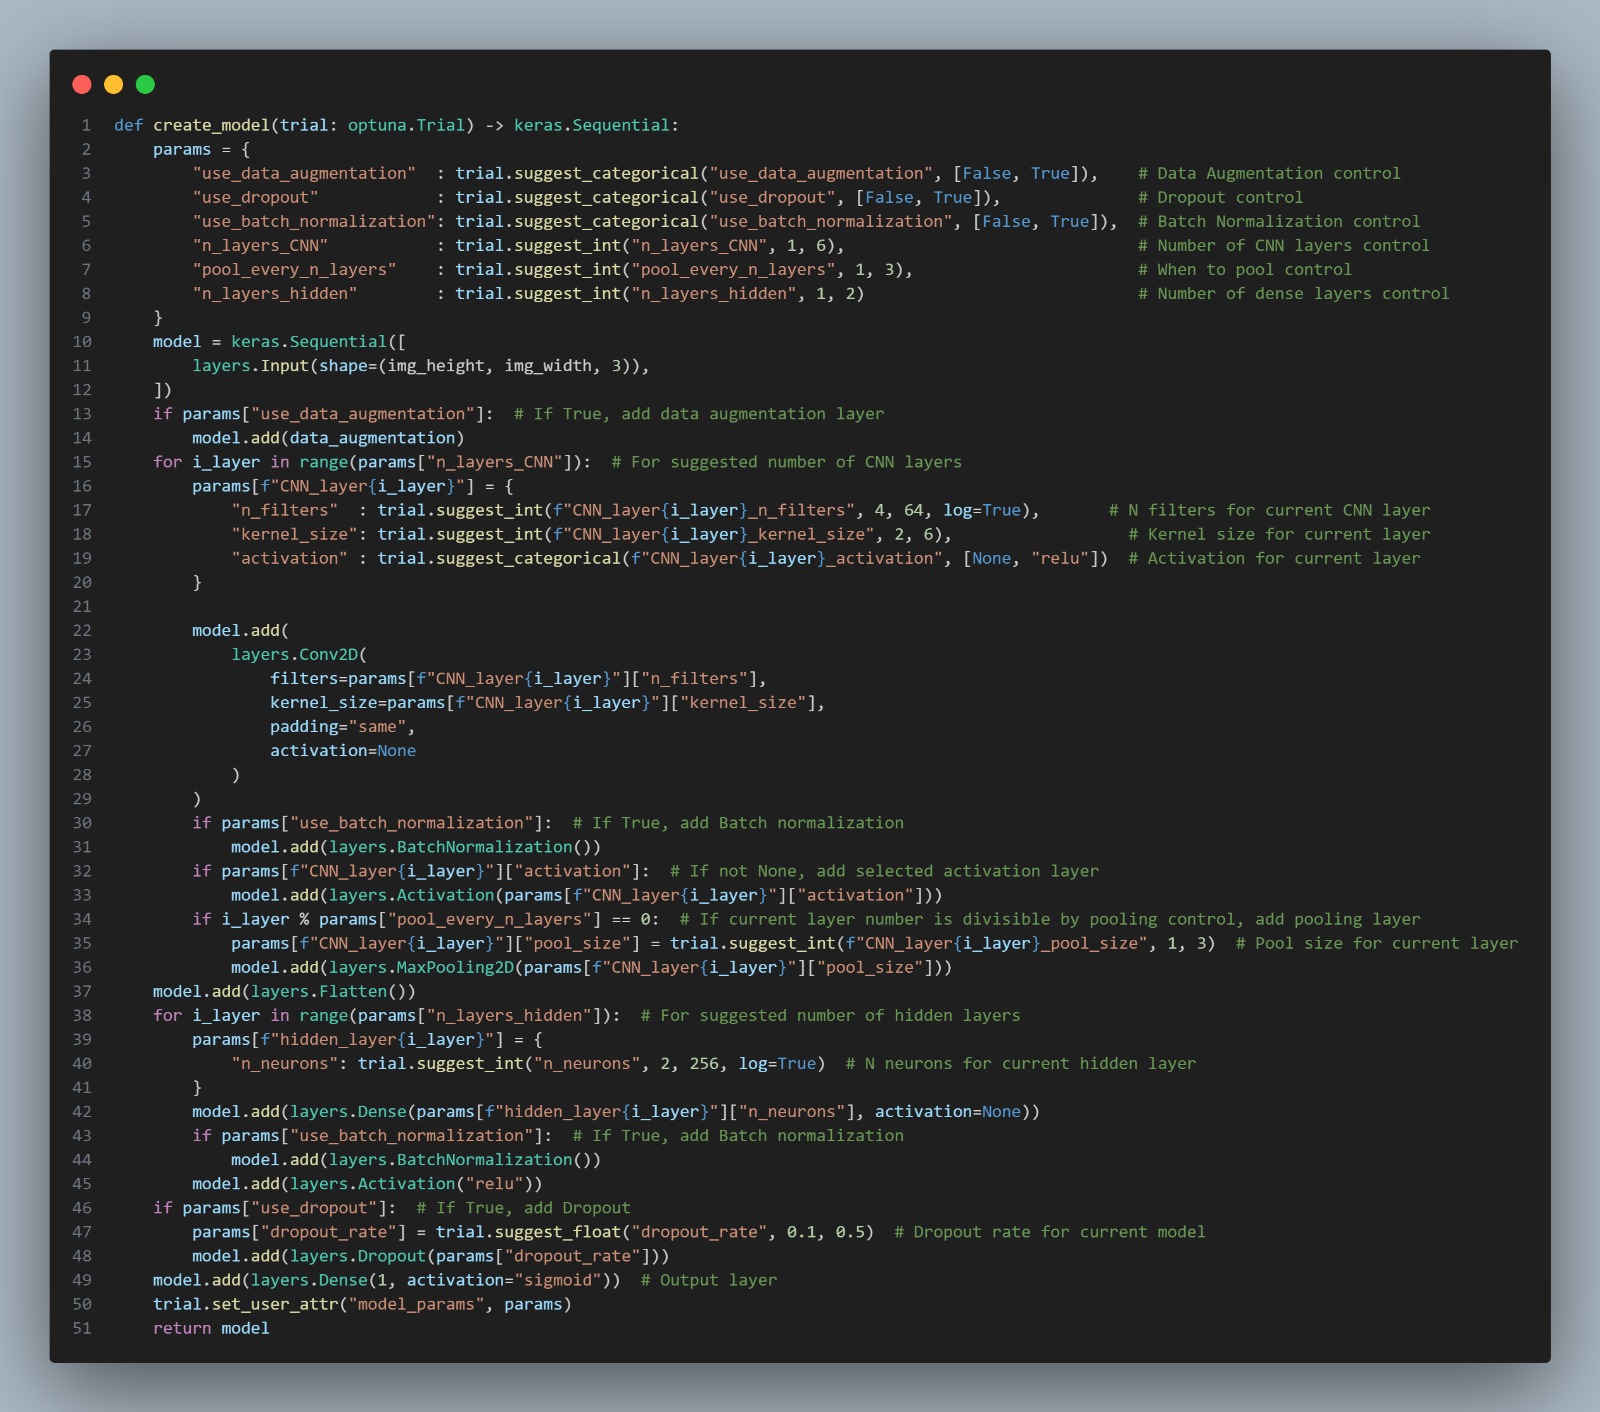 1 def create_model(trial: optuna.Trial) -> keras.Sequential:
2     params = {
3         "use_data_augmentation"  : trial.suggest_categorical("use_data_augmentation", [False, True]),    # Data Augmentation control
4         "use_dropout"            : trial.suggest_categorical("use_dropout", [False, True]),              # Dropout control
5         "use_batch_normalization": trial.suggest_categorical("use_batch_normalization", [False, True]),  # Batch Normalization control
6         "n_layers_CNN"           : trial.suggest_int("n_layers_CNN", 1, 6),                              # Number of CNN layers control
7         "pool_every_n_layers"    : trial.suggest_int("pool_every_n_layers", 1, 3),                       # When to pool control
8         "n_layers_hidden"        : trial.suggest_int("n_layers_hidden", 1, 2)                            # Number of dense layers control
9     }
10     model = keras.Sequential([
11         layers.Input(shape=(img_height, img_width, 3)),
12     ])
13     if params["use_data_augmentation"]:  # If True, add data augmentation layer
14         model.add(data_augmentation)
15     for i_layer in range(params["n_layers_CNN"]):  # For suggested number of CNN layers
16         params[f"CNN_layer{i_layer}"] = {
17             "n_filters"  : trial.suggest_int(f"CNN_layer{i_layer}_n_filters", 4, 64, log=True),       # N filters for current CNN layer
18             "kernel_size": trial.suggest_int(f"CNN_layer{i_layer}_kernel_size", 2, 6),                  # Kernel size for current layer
19             "activation" : trial.suggest_categorical(f"CNN_layer{i_layer}_activation", [None, "relu"])  # Activation for current layer
20         }
21
22         model.add(
23             layers.Conv2D(
24                 filters=params[f"CNN_layer{i_layer}"]["n_filters"],
25                 kernel_size=params[f"CNN_layer{i_layer}"]["kernel_size"],
26                 padding="same",
27                 activation=None
28             )
29         )
30         if params["use_batch_normalization"]:  # If True, add Batch normalization
31             model.add(layers.BatchNormalization())
32         if params[f"CNN_layer{i_layer}"]["activation"]:  # If not None, add selected activation layer
33             model.add(layers.Activation(params[f"CNN_layer{i_layer}"]["activation"]))
34         if i_layer % params["pool_every_n_layers"] == 0:  # If current layer number is divisible by pooling control, add pooling layer
35             params[f"CNN_layer{i_layer}"]["pool_size"] = trial.suggest_int(f"CNN_layer{i_layer}_pool_size", 1, 3)  # Pool size for current layer
36             model.add(layers.MaxPooling2D(params[f"CNN_layer{i_layer}"]["pool_size"]))
37     model.add(layers.Flatten())
38     for i_layer in range(params["n_layers_hidden"]):  # For suggested number of hidden layers
39         params[f"hidden_layer{i_layer}"] = {
40             "n_neurons": trial.suggest_int("n_neurons", 2, 256, log=True)  # N neurons for current hidden layer
41         }
42         model.add(layers.Dense(params[f"hidden_layer{i_layer}"]["n_neurons"], activation=None))
43         if params["use_batch_normalization"]:  # If True, add Batch normalization
44             model.add(layers.BatchNormalization())
45         model.add(layers.Activation("relu"))
46     if params["use_dropout"]:  # If True, add Dropout
47         params["dropout_rate"] = trial.suggest_float("dropout_rate", 0.1, 0.5)  # Dropout rate for current model
48         model.add(layers.Dropout(params["dropout_rate"]))
49     model.add(layers.Dense(1, activation="sigmoid"))  # Output layer
50     trial.set_user_attr("model_params", params)
51     return model